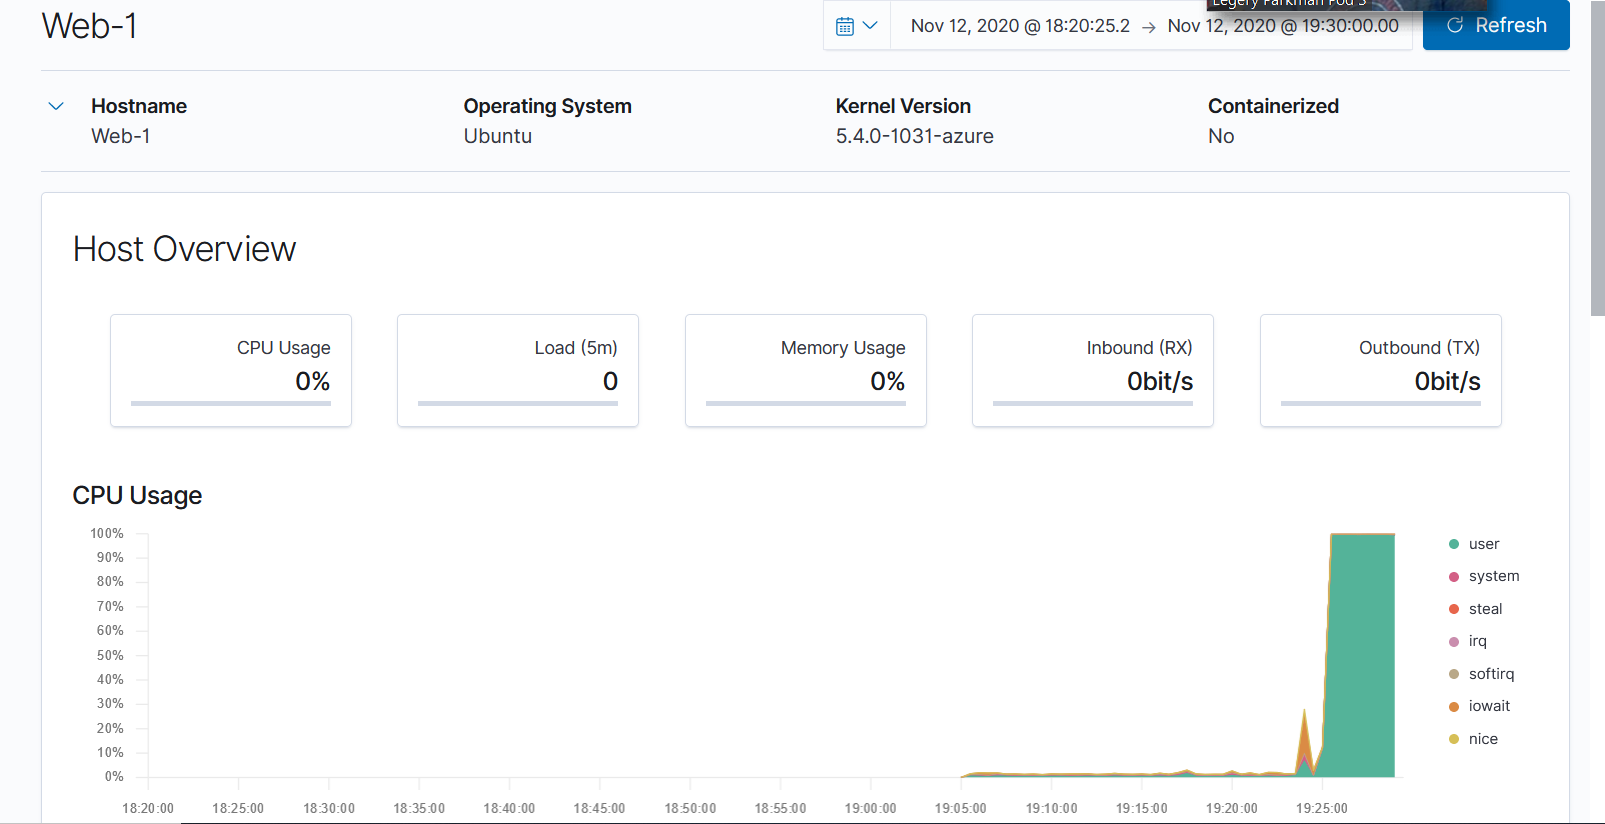 Web-1
Nov 12, 2020 @ 18:20:25.2 → Nov 12, 2020 @ 19:30:00.00
Legery Parkman Pod 3
Refresh
Hostname Operating System Kernel Version Containerized
Web-1 Ubuntu 5.4.0-1031-azure No
Host Overview
CPU Usage
0%
Load (5m)
0
Memory Usage
0%
Inbound (RX)
0bit/s
Outbound (TX)
0bit/s
CPU Usage
100%
90%
80%
70%
60%
50%
40%
30%
20%
10%
0%
18:20:00 18:25:00 18:30:00 18:35:00 18:40:00 18:45:00 18:50:00 18:55:00 19:00:00 19:05:00 19:10:00 19:15:00 19:20:00 19:25:00
user
system
steal
irq
softirq
iowait
nice